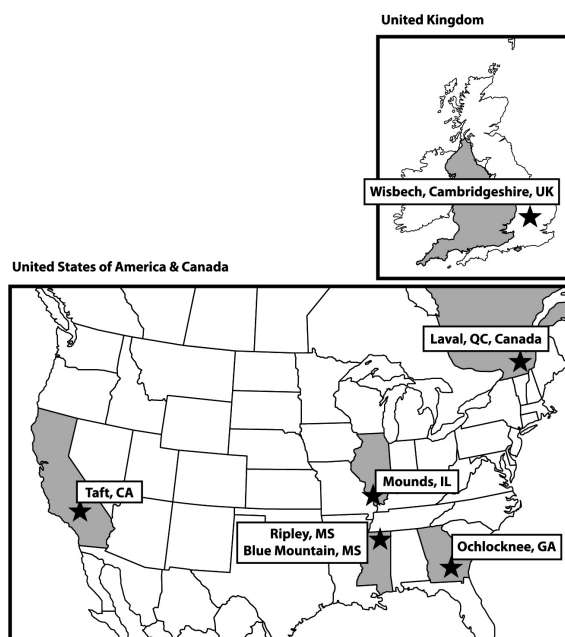 United Kingdom
Wisbech, Cambridgeshire, UK
United States of America & Canada
Laval, QC, Canada
Taft, CA
Mounds, IL
Ripley, MS
Blue Mountain, MS
Ochlocknee, GA